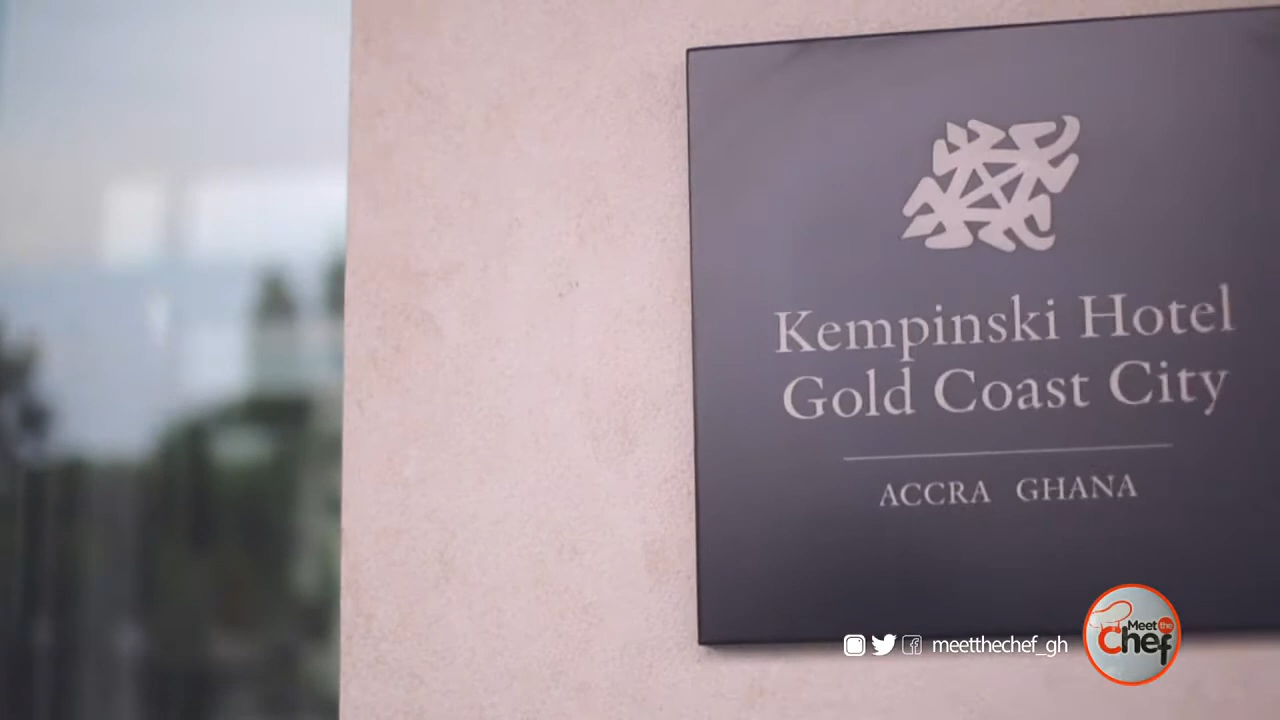 Kempinski Hotel
Gold Coast City
ACCRA GHANA
meetthechef_gh
Meet the
Chef